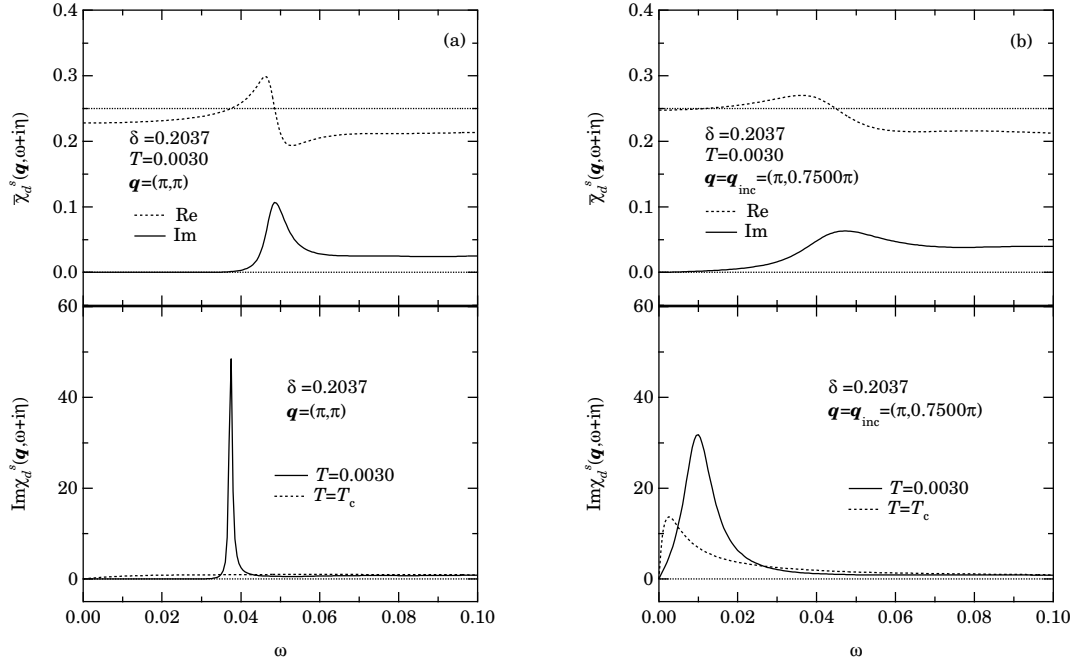 0.4
(a)
0.3
χ̅_d^s(q,ω+iη)
0.2
δ =0.2037
T=0.0030
q=(π,π)
0.1
Re
Im
0.0
60
40
Imχ_d^s(q,ω+iη)
δ =0.2037
q=(π,π)
20
T=0.0030
T=T_c
0
0.00 0.02 0.04 0.06 0.08 0.10
ω
0.4
(b)
0.3
χ̅_d^s(q,ω+iη)
0.2
δ =0.2037
T=0.0030
q=q_inc=(π,0.7500π)
0.1
Re
Im
0.0
60
40
Imχ_d^s(q,ω+iη)
δ =0.2037
q=q_inc=(π,0.7500π)
20
T=0.0030
T=T_c
0
0.00 0.02 0.04 0.06 0.08 0.10
ω